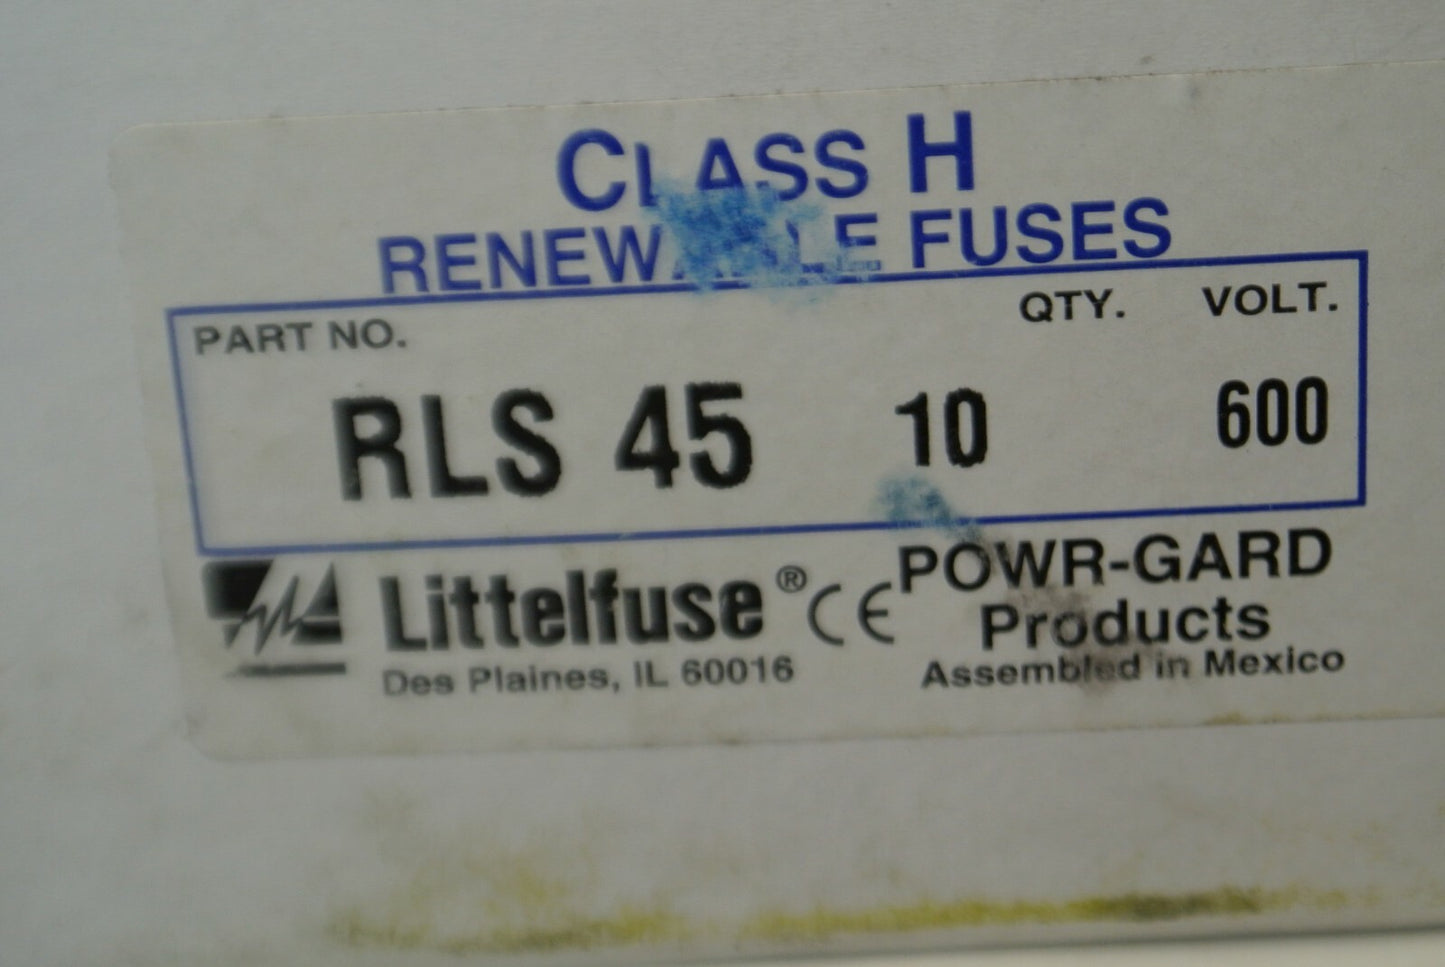 CLASS H
RENEWABLE FUSES
PART NO. QTY. VOLT.
RLS 45 10 600
Littelfuse® CE POWR-GARD
Products
Des Plaines, IL 60016 Assembled in Mexico